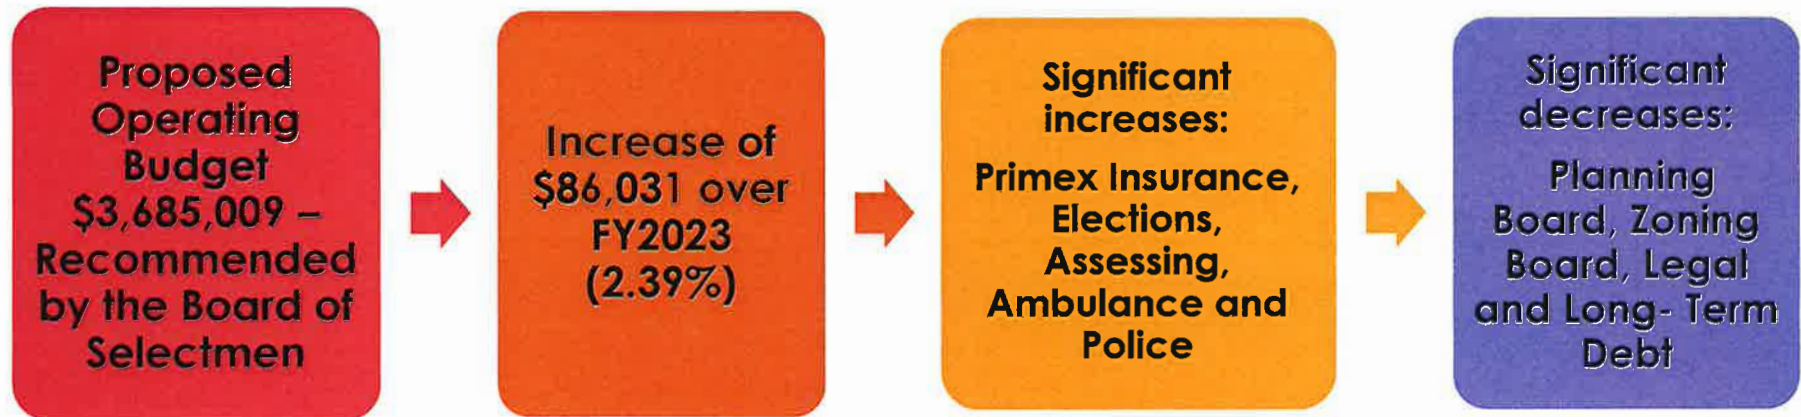 Proposed
Operating
Budget
$3,685,009 –
Recommended
by the Board of
Selectmen
Increase of
$86,031 over
FY2023
(2.39%)
Significant
increases:
Primex Insurance,
Elections,
Assessing,
Ambulance and
Police
Significant
decreases:
Planning
Board, Zoning
Board, Legal
and Long- Term
Debt